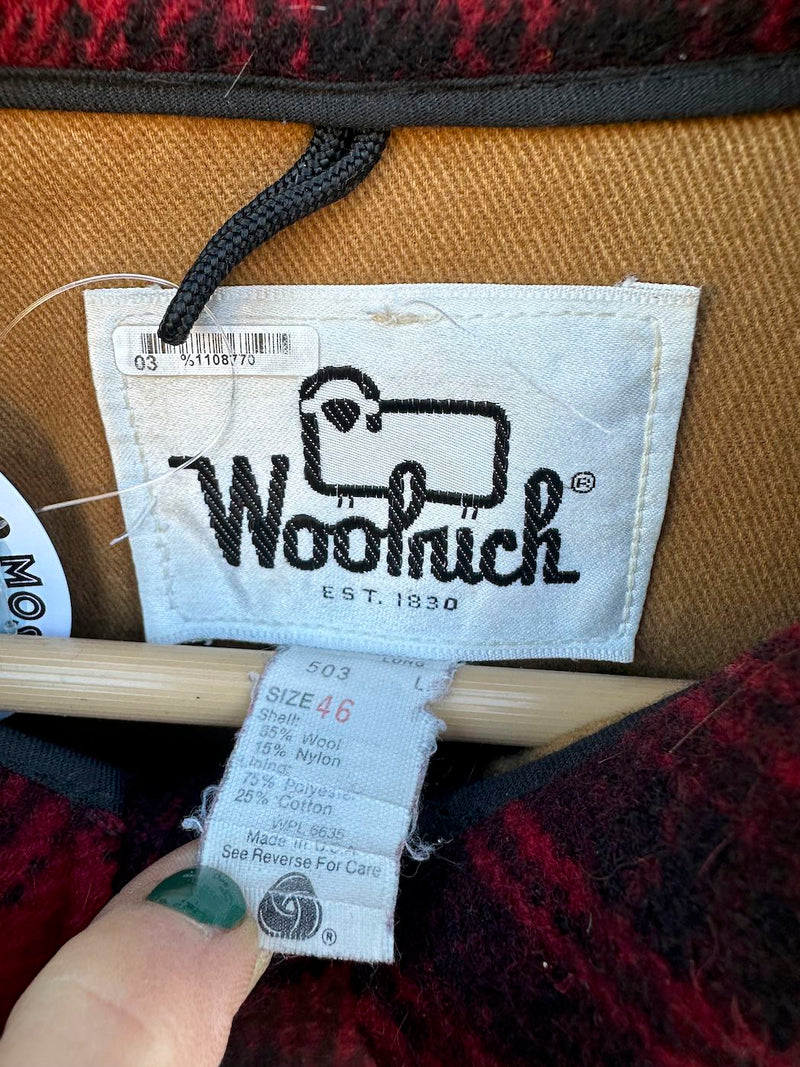 03 %1108770
Woolrich®
EST. 1830
MO
503 LONG
L
SIZE 46
Shell:
85% Wool
15% Nylon
Lining:
75% Polyester
25% Cotton
WPL 6635
Made in U.S.A
See Reverse For Care
®